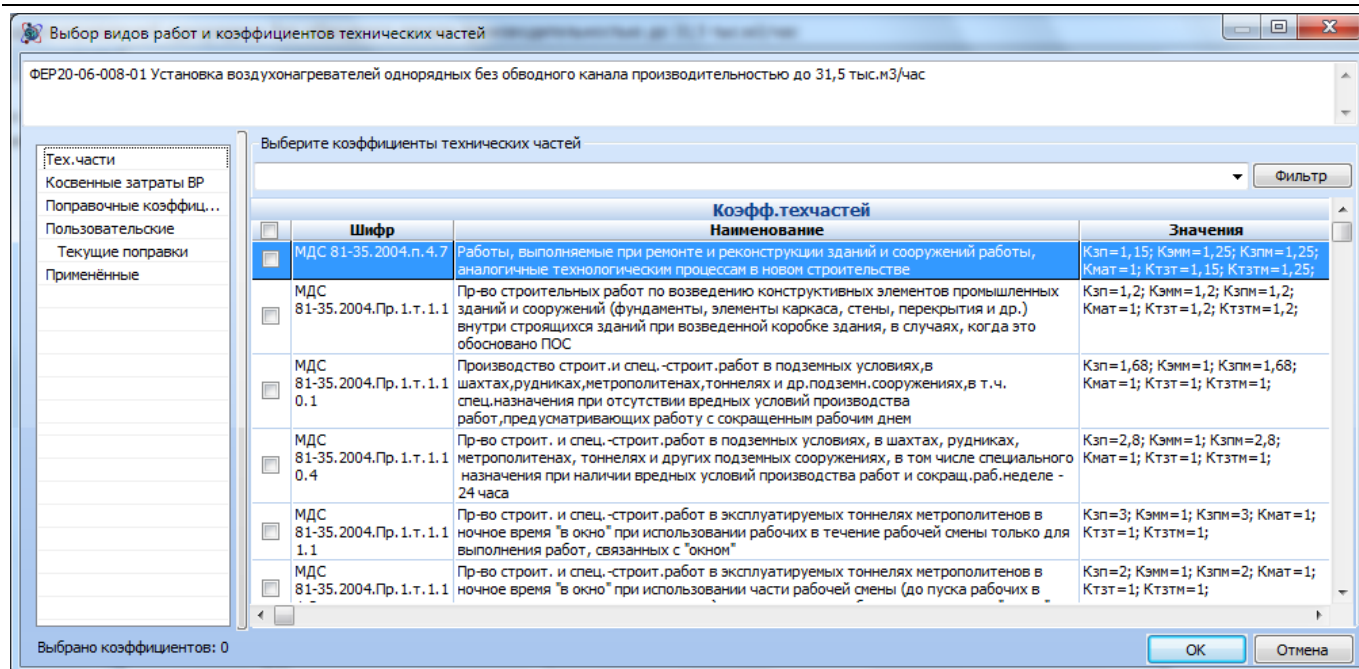 Выбор видов работ и коэффициентов технических частей
ФЕР20-06-008-01 Установка воздухонагревателей однорядных без обводного канала производительностью до 31,5 тыс.м3/час
Тех.части
Косвенные затраты ВР
Поправочные коэффиц...
Пользовательские
Текущие поправки
Применённые
Выберите коэффициенты технических частей
Фильтр
Коэфф.техчастей
Шифр Наименование Значения
МДС 81-35.2004.п.4.7 Работы, выполняемые при ремонте и реконструкции зданий и сооружений работы, Кзп=1,15; Кэмм=1,25; Кзпм=1,25;
аналогичные технологическим процессам в новом строительстве Кмат=1; Ктзт=1,15; Ктзтм=1,25;
МДС Пр-во строительных работ по возведению конструктивных элементов промышленных Кзп=1,2; Кэмм=1,2; Кзпм=1,2;
81-35.2004.Пр.1.т.1.1 зданий и сооружений (фундаменты, элементы каркаса, стены, перекрытия и др.) Кмат=1; Ктзт=1,2; Ктзтм=1,2;
внутри строящихся зданий при возведенной коробке здания, в случаях, когда это
обосновано ПОС
МДС Производство строит.и спец.-строит.работ в подземных условиях,в Кзп=1,68; Кэмм=1; Кзпм=1,68;
81-35.2004.Пр.1.т.1.1 шахтах,рудниках,метрополитенах,тоннелях и др.подземн.сооружениях,в т.ч. Кмат=1; Ктзт=1; Ктзтм=1;
0.1 спец.назначения при отсутствии вредных условий производства
работ,предусматривающих работу с сокращенным рабочим днем
МДС Пр-во строит. и спец.-строит.работ в подземных условиях, в шахтах, рудниках, Кзп=2,8; Кэмм=1; Кзпм=2,8;
81-35.2004.Пр.1.т.1.1 метрополитенах, тоннелях и других подземных сооружениях, в том числе специального Кмат=1; Ктзт=1; Ктзтм=1;
0.4 назначения при наличии вредных условий производства работ и сокращ.раб.неделе -
24 часа
МДС Пр-во строит. и спец.-строит.работ в эксплуатируемых тоннелях метрополитенов в Кзп=3; Кэмм=1; Кзпм=3; Кмат=1;
81-35.2004.Пр.1.т.1.1 ночное время "в окно" при использовании рабочих в течение рабочей смены только для Ктзт=1; Ктзтм=1;
1.1 выполнения работ, связанных с "окном"
МДС Пр-во строит. и спец.-строит.работ в эксплуатируемых тоннелях метрополитенов в Кзп=2; Кэмм=1; Кзпм=2; Кмат=1;
81-35.2004.Пр.1.т.1.1 ночное время "в окно" при использовании части рабочей смены (до пуска рабочих в Ктзт=1; Ктзтм=1;
Выбрано коэффициентов: 0
ОК Отмена